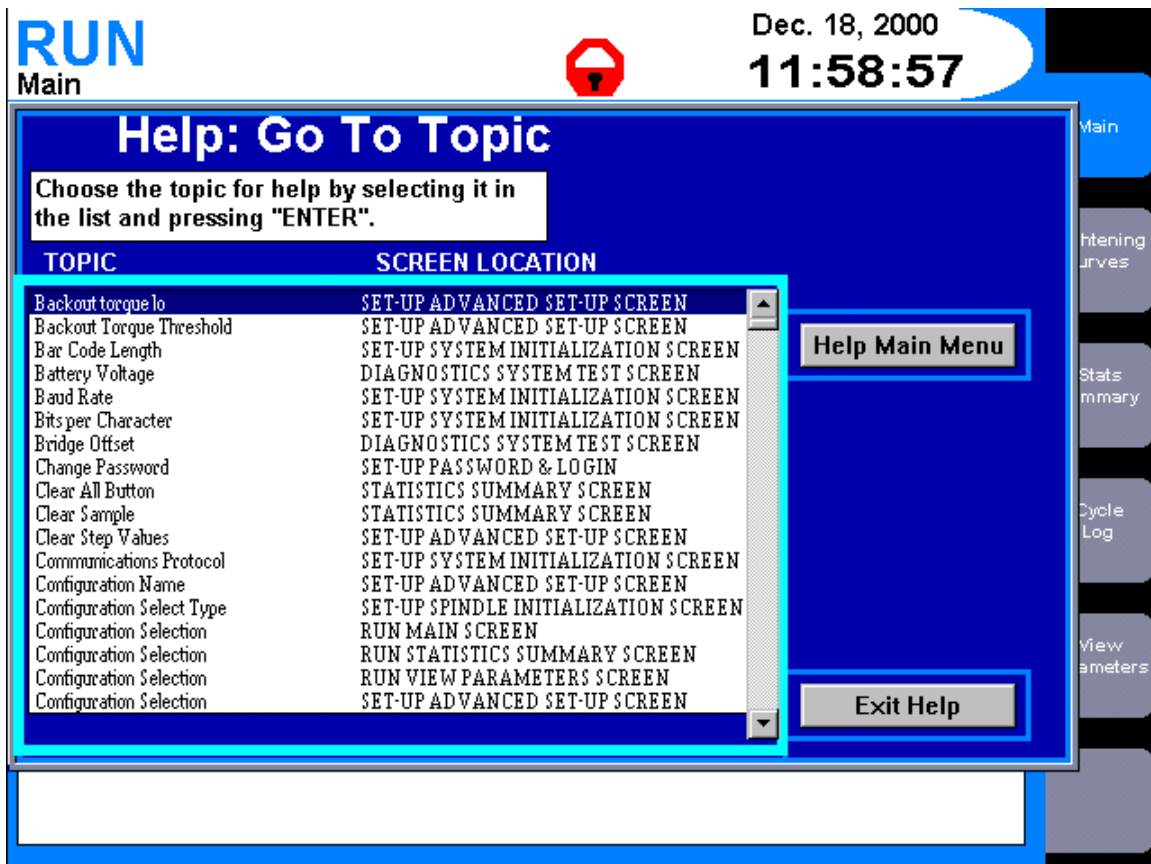 RUN
Main
Dec. 18, 2000
11:58:57
Help: Go To Topic
Choose the topic for help by selecting it in
the list and pressing "ENTER".
TOPIC SCREEN LOCATION
Backout torque lo SET-UP ADVANCED SET-UP SCREEN
Backout Torque Threshold SET-UP ADVANCED SET-UP SCREEN
Bar Code Length SET-UP SYSTEM INITIALIZATION SCREEN
Battery Voltage DIAGNOSTICS SYSTEM TEST SCREEN
Baud Rate SET-UP SYSTEM INITIALIZATION SCREEN
Bits per Character SET-UP SYSTEM INITIALIZATION SCREEN
Bridge Offset DIAGNOSTICS SYSTEM TEST SCREEN
Change Password SET-UP PASSWORD & LOGIN
Clear All Button STATISTICS SUMMARY SCREEN
Clear Sample STATISTICS SUMMARY SCREEN
Clear Step Values SET-UP ADVANCED SET-UP SCREEN
Communications Protocol SET-UP SYSTEM INITIALIZATION SCREEN
Configuration Name SET-UP ADVANCED SET-UP SCREEN
Configuration Select Type SET-UP SPINDLE INITIALIZATION SCREEN
Configuration Selection RUN MAIN SCREEN
Configuration Selection RUN STATISTICS SUMMARY SCREEN
Configuration Selection RUN VIEW PARAMETERS SCREEN
Configuration Selection SET-UP ADVANCED SET-UP SCREEN
Help Main Menu
Exit Help
Main
htening
urves
Stats
mmary
Cycle
Log
View
ameters